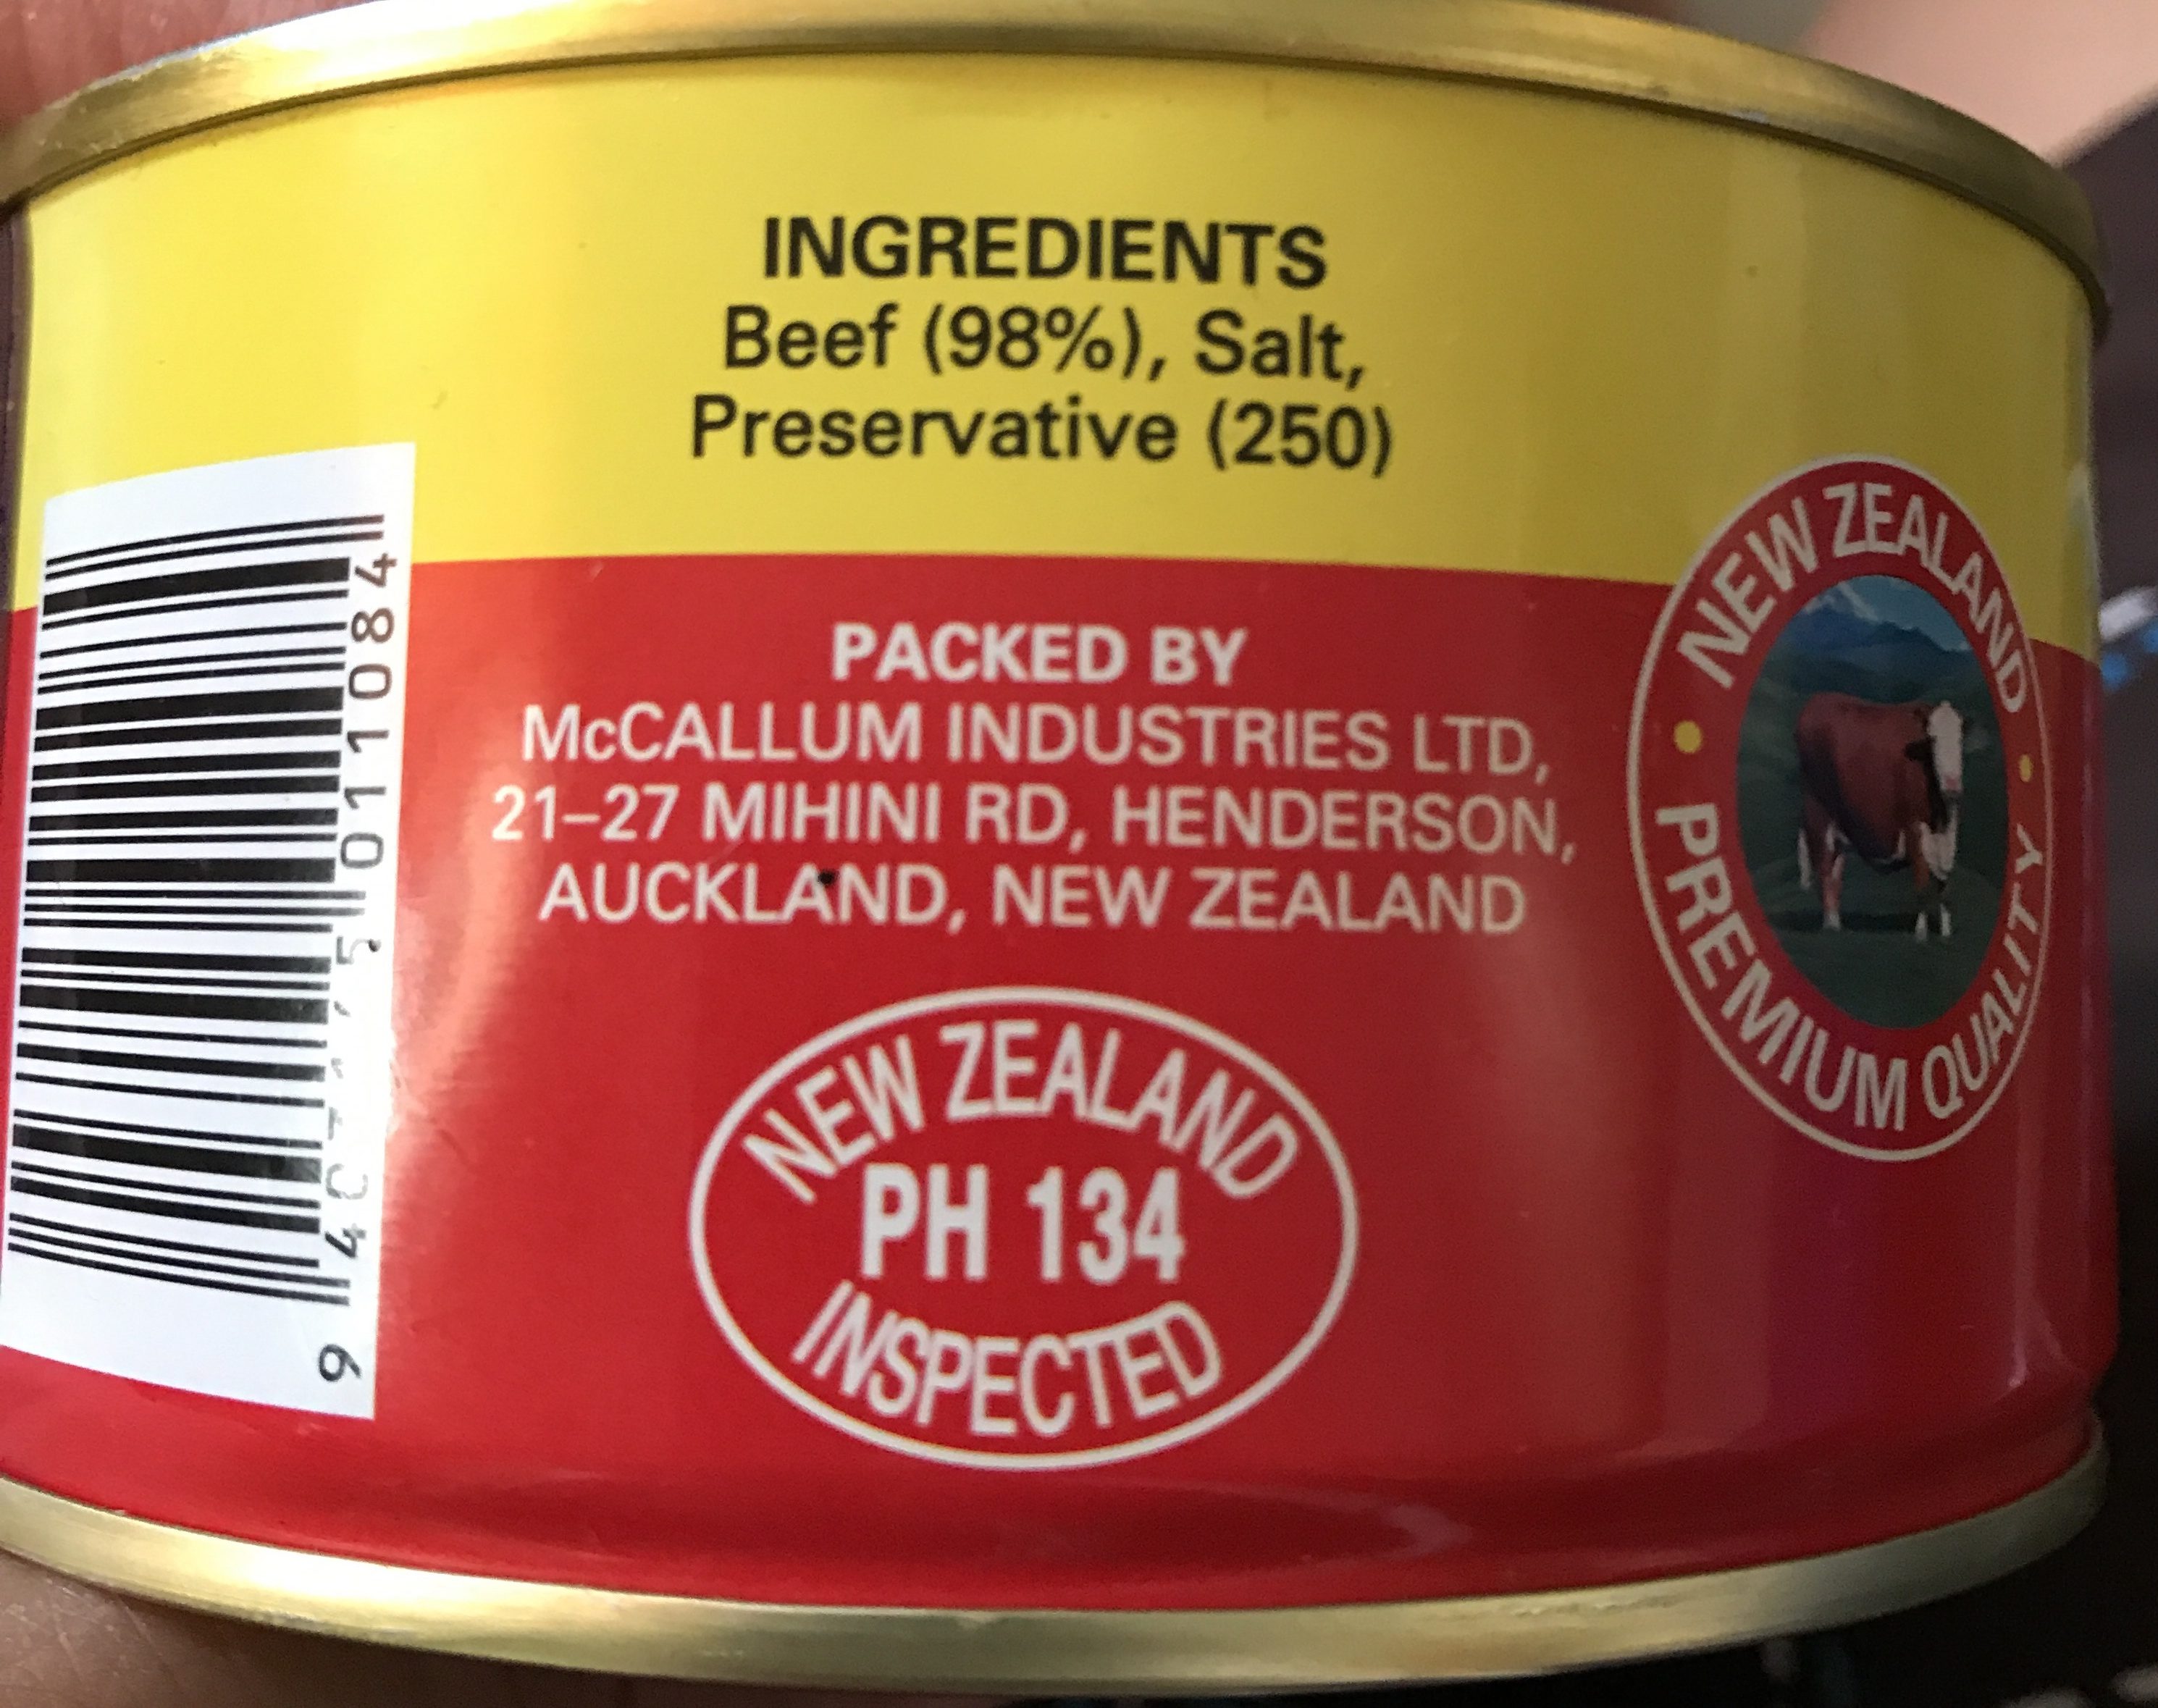 INGREDIENTS
Beef (98%), Salt,
Preservative (250)
PACKED BY
McCALLUM INDUSTRIES LTD,
21–27 MIHINI RD, HENDERSON,
AUCKLAND, NEW ZEALAND
NEW ZEALAND
PH 134
INSPECTED
NEW ZEALAND
PREMIUM QUALITY